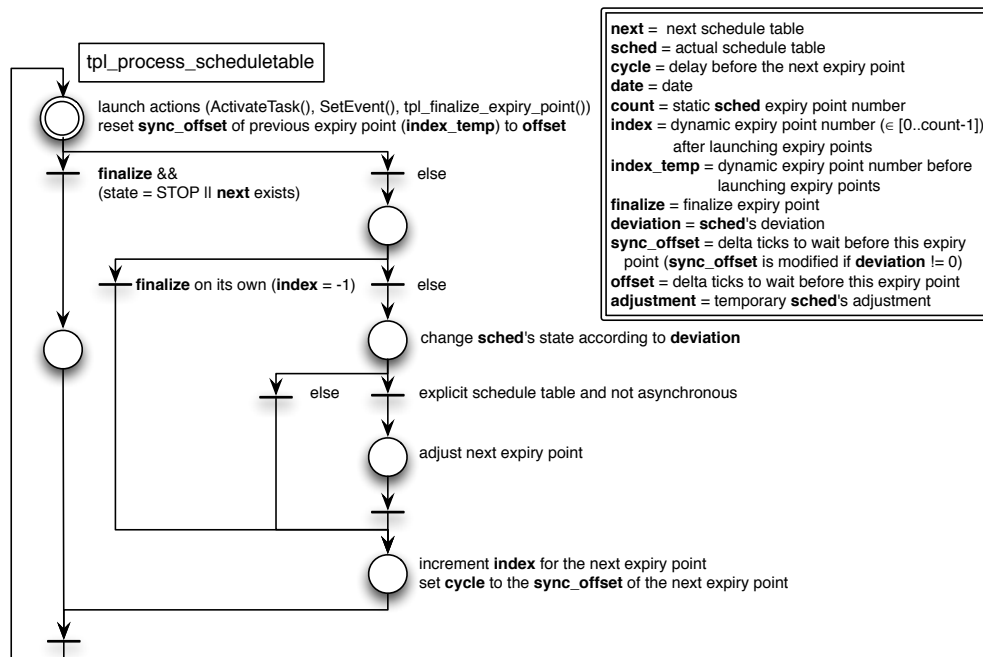 tpl_process_scheduletable
launch actions (ActivateTask(), SetEvent(), tpl_finalize_expiry_point())
reset sync_offset of previous expiry point (index_temp) to offset
finalize &&
(state = STOP || next exists)
else
finalize on its own (index = -1)
else
change sched's state according to deviation
else
explicit schedule table and not asynchronous
adjust next expiry point
increment index for the next expiry point
set cycle to the sync_offset of the next expiry point
next = next schedule table
sched = actual schedule table
cycle = delay before the next expiry point
date = date
count = static sched expiry point number
index = dynamic expiry point number (∈ [0..count-1])
after launching expiry points
index_temp = dynamic expiry point number before
launching expiry points
finalize = finalize expiry point
deviation = sched's deviation
sync_offset = delta ticks to wait before this expiry
point (sync_offset is modified if deviation != 0)
offset = delta ticks to wait before this expiry point
adjustment = temporary sched's adjustment